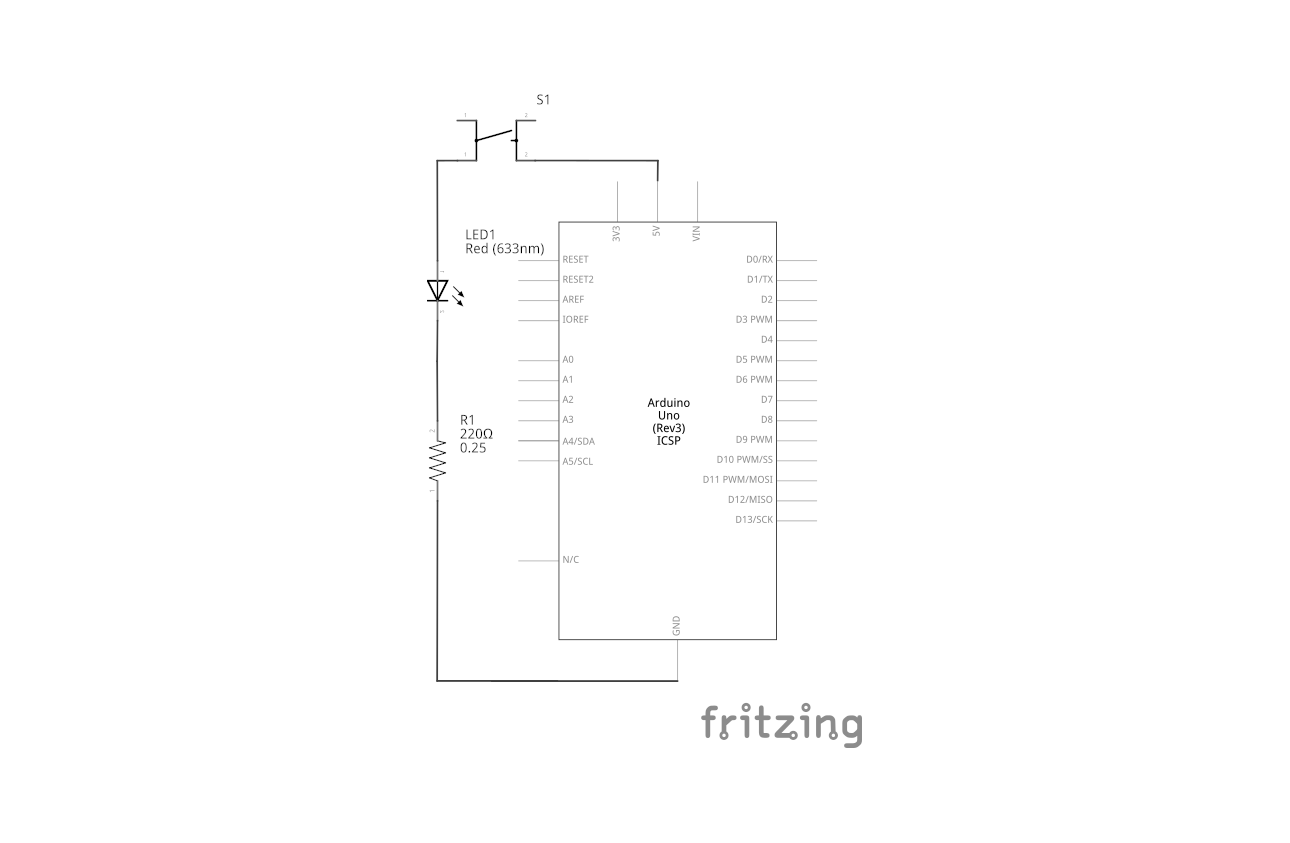 S1
1
2
1
2
3V3
5V
VIN
LED1
Red (633nm)
RESET
RESET2
AREF
IOREF
A0
A1
A2
A3
A4/SDA
A5/SCL
N/C
D0/RX
D1/TX
D2
D3 PWM
D4
D5 PWM
D6 PWM
D7
D8
D9 PWM
D10 PWM/SS
D11 PWM/MOSI
D12/MISO
D13/SCK
Arduino
Uno
(Rev3)
ICSP
R1
220Ω
0.25
2
1
GND
fritzing